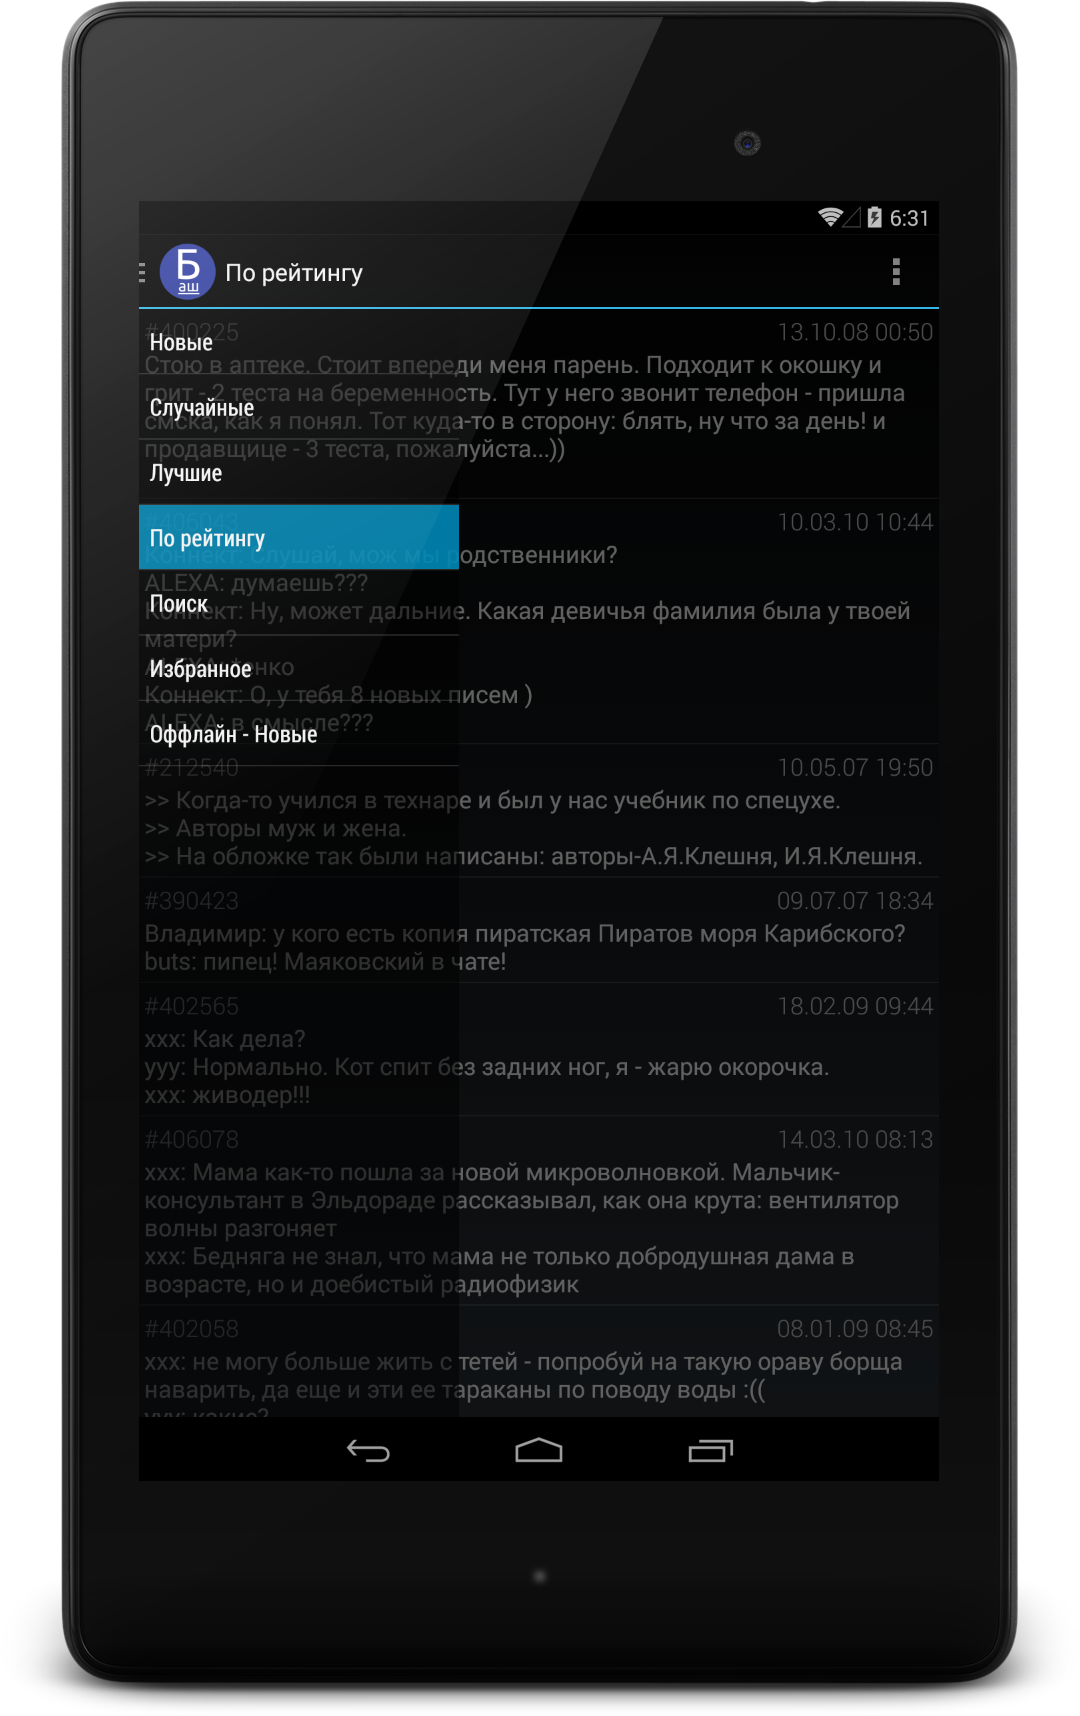 6:31
Баш
По рейтингу
Новые
Случайные
Лучшие
По рейтингу
Поиск
Избранное
Оффлайн - Новые
#400225 13.10.08 00:50
Стою в аптеке. Стоит впереди меня парень. Подходит к окошку и
грит - 2 теста на беременность. Тут у него звонит телефон - пришла
смска, как я понял. Тот куда-то в сторону: блять, ну что за день! и
продавщице - 3 теста, пожалуйста...))
10.03.10 10:44
Коннект: Слушай, мож мы родственники?
ALEXA: думаешь???
Коннект: Ну, может дальние. Какая девичья фамилия была у твоей
матери?
ALEXA: *енко
Коннект: О, у тебя 8 новых писем )
ALEXA: в смысле???
#212540 10.05.07 19:50
>> Когда-то учился в технаре и был у нас учебник по спецухе.
>> Авторы муж и жена.
>> На обложке так были написаны: авторы-А.Я.Клешня, И.Я.Клешня.
#390423 09.07.07 18:34
Владимир: у кого есть копия пиратская Пиратов моря Карибского?
buts: пипец! Маяковский в чате!
#402565 18.02.09 09:44
xxx: Как дела?
yyy: Нормально. Кот спит без задних ног, я - жарю окорочка.
xxx: живодер!!!
#406078 14.03.10 08:13
xxx: Мама как-то пошла за новой микроволновкой. Мальчик-
консультант в Эльдораде рассказывал, как она крута: вентилятор
волны разгоняет
xxx: Бедняга не знал, что мама не только добродушная дама в
возрасте, но и доебистый радиофизик
#402058 08.01.09 08:45
xxx: не могу больше жить с тетей - попробуй на такую ораву борща
наварить, да еще и эти ее тараканы по поводу воды :((
yyy: какие?